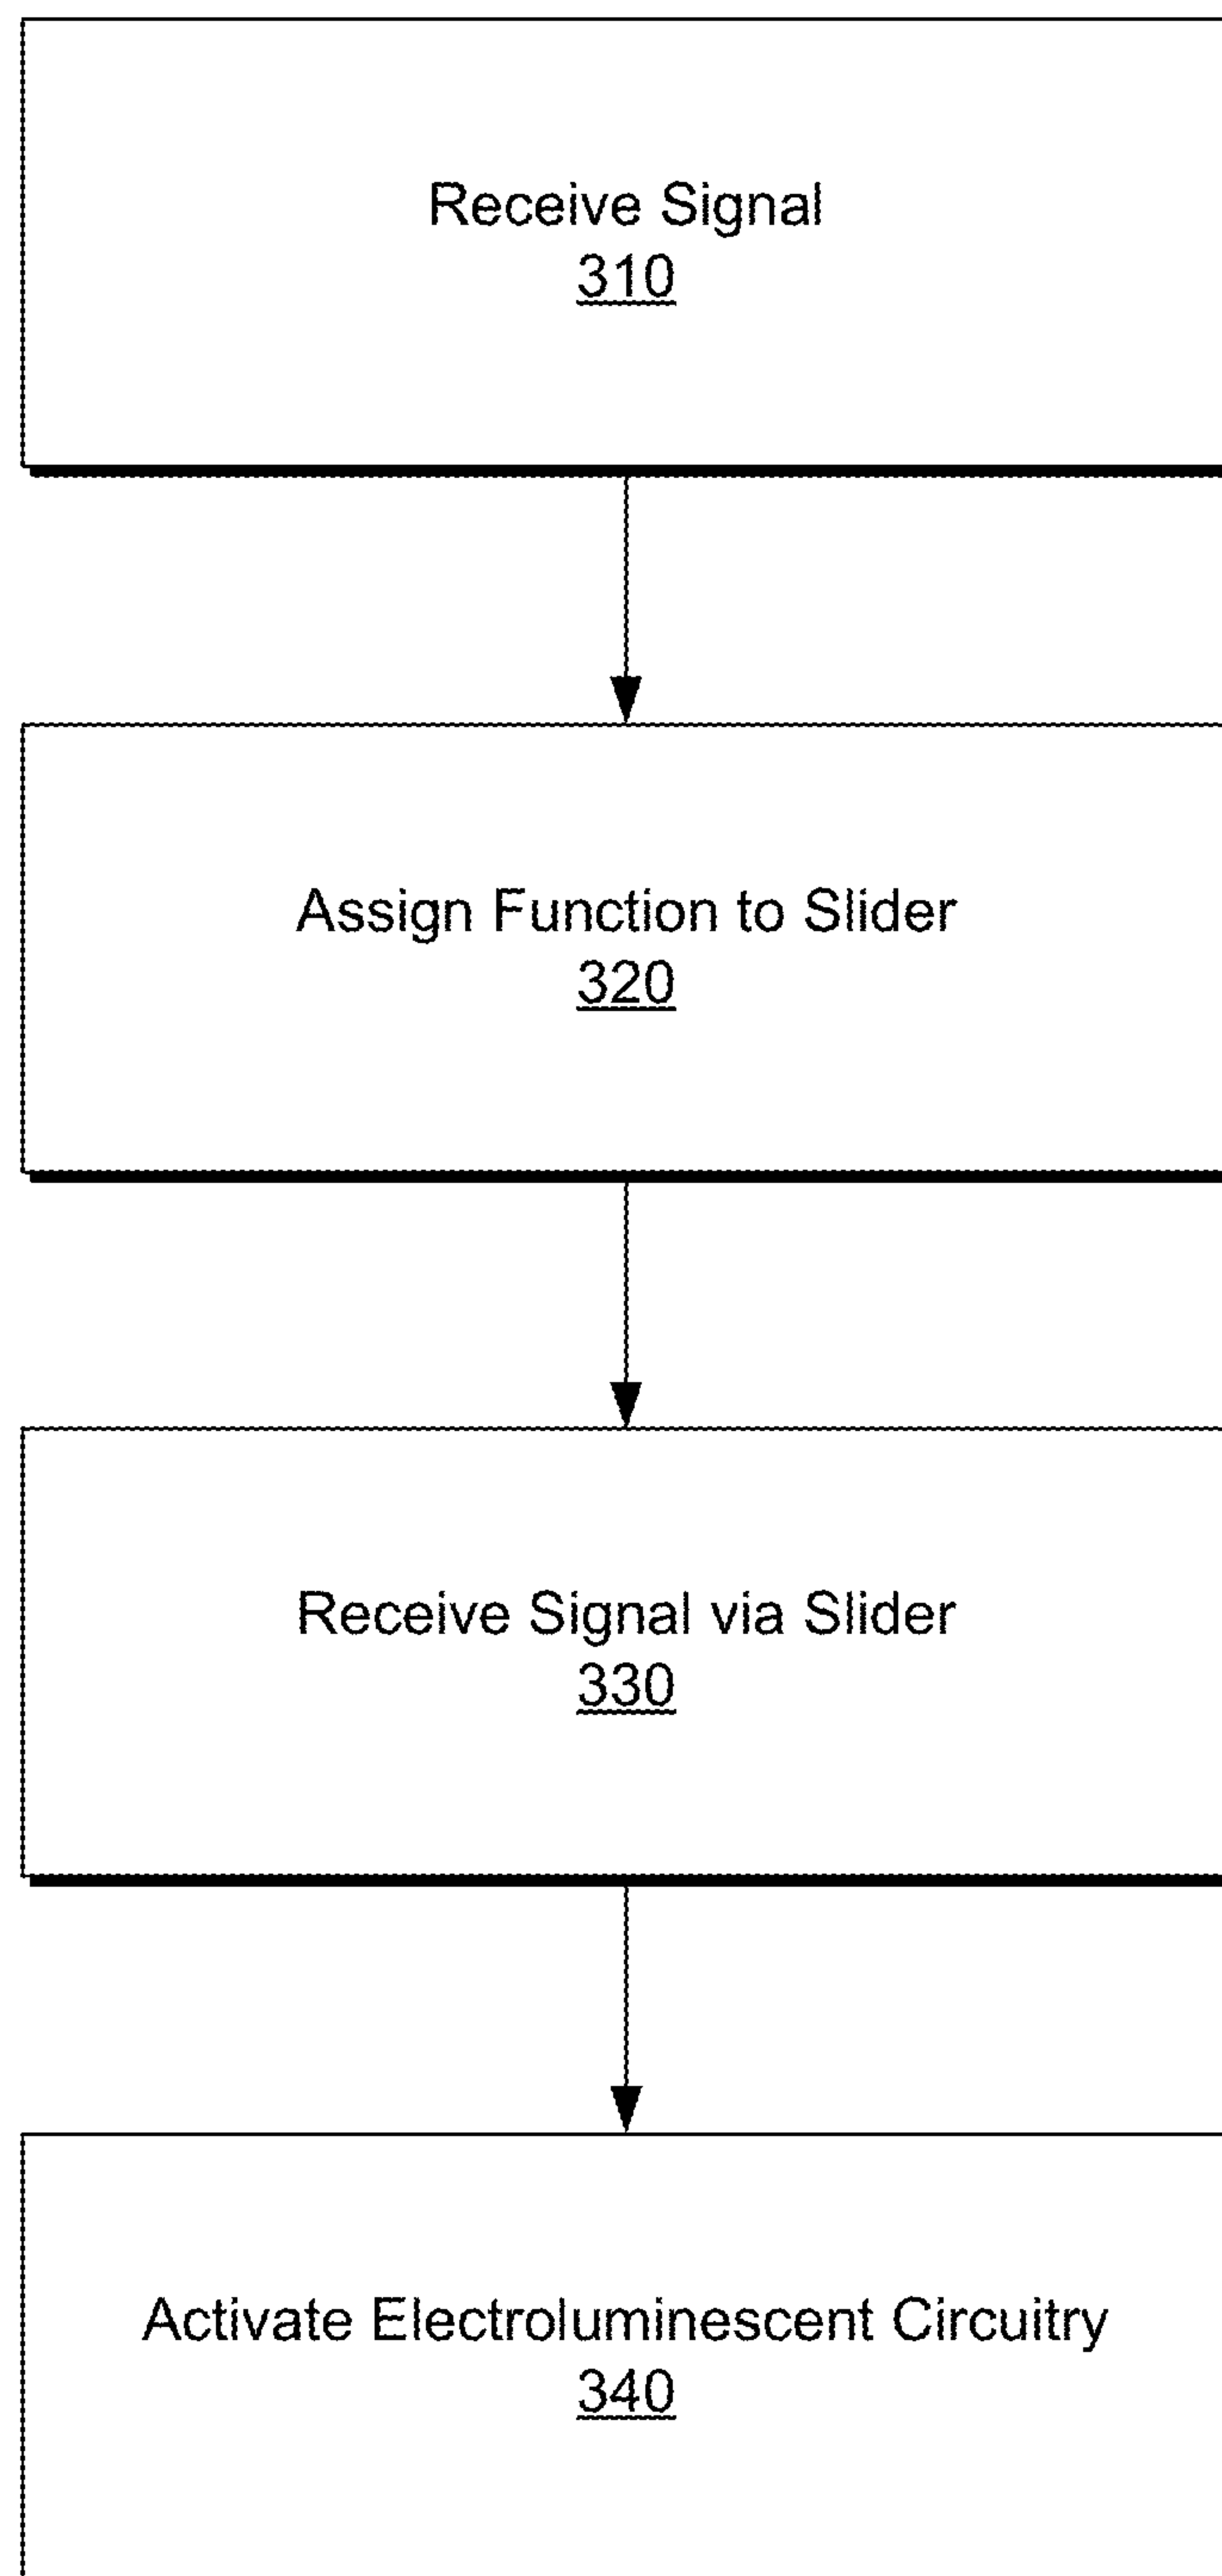 Receive Signal
310
Assign Function to Slider
320
Receive Signal via Slider
330
Activate Electroluminescent Circuitry
340